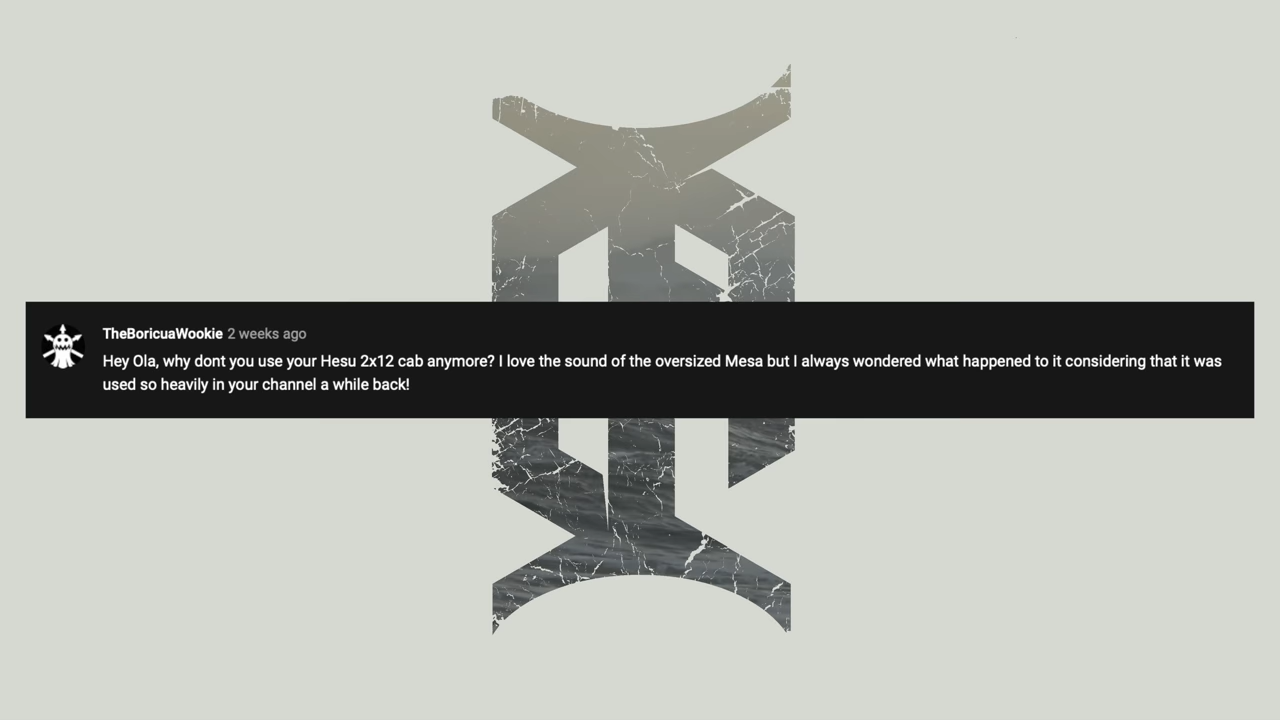 TheBoricuaWookie 2 weeks ago
Hey Ola, why dont you use your Hesu 2x12 cab anymore? I love the sound of the oversized Mesa but I always wondered what happened to it considering that it was
used so heavily in your channel a while back!